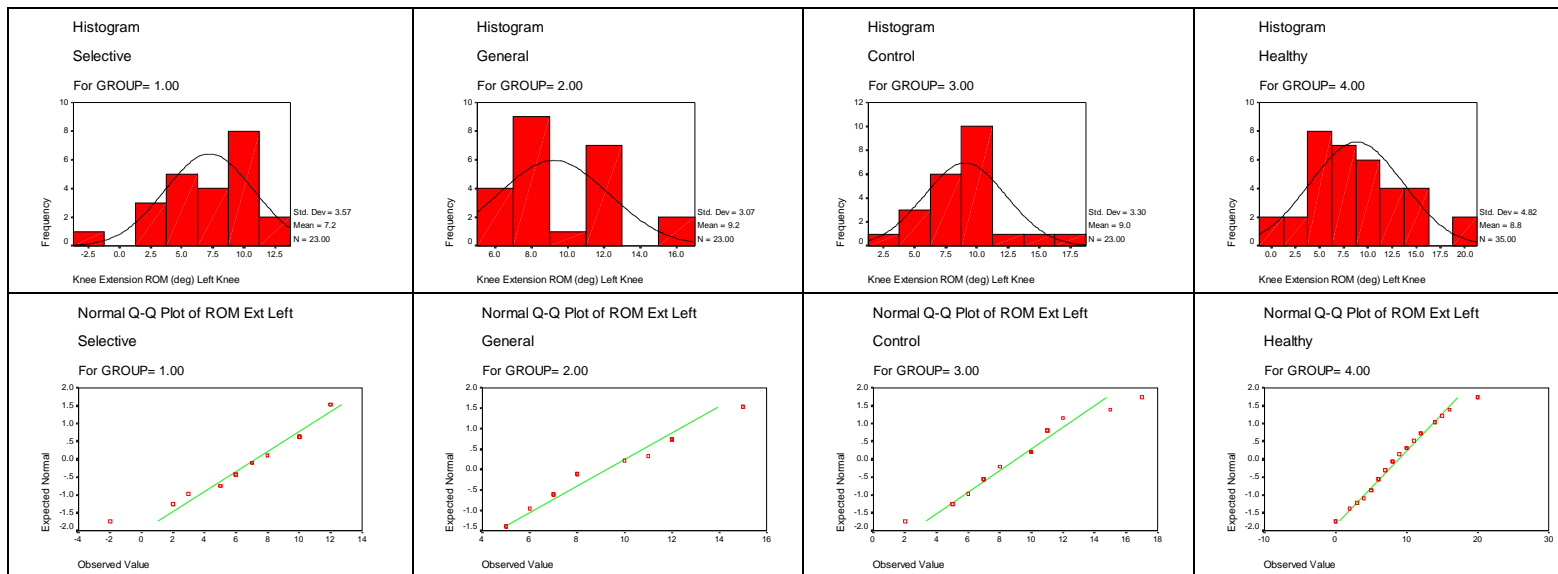 Histogram
Selective
For GROUP= 1.00
10
8
6
4
2
0
Frequency
-2.5 0.0 2.5 5.0 7.5 10.0 12.5
Std. Dev = 3.57
Mean = 7.2
N = 23.00
Knee Extension ROM (deg) Left Knee
Histogram
General
For GROUP= 2.00
10
8
6
4
2
0
Frequency
6.0 8.0 10.0 12.0 14.0 16.0
Std. Dev = 3.07
Mean = 9.2
N = 23.00
Knee Extension ROM (deg) Left Knee
Histogram
Control
For GROUP= 3.00
12
10
8
6
4
2
0
Frequency
2.5 5.0 7.5 10.0 12.5 15.0 17.5
Std. Dev = 3.30
Mean = 9.0
N = 23.00
Knee Extension ROM (deg) Left Knee
Histogram
Healthy
For GROUP= 4.00
10
8
6
4
2
0
Frequency
0.0 2.5 5.0 7.5 10.0 12.5 15.0 17.5 20.0
Std. Dev = 4.82
Mean = 8.8
N = 35.00
Knee Extension ROM (deg) Left Knee
Normal Q-Q Plot of ROM Ext Left
Selective
For GROUP= 1.00
2.0
1.5
1.0
.5
0.0
-.5
-1.0
-1.5
-2.0
Expected Normal
-4 -2 0 2 4 6 8 10 12 14
Observed Value
Normal Q-Q Plot of ROM Ext Left
General
For GROUP= 2.00
2.0
1.5
1.0
.5
0.0
-.5
-1.0
-1.5
Expected Normal
4 6 8 10 12 14 16
Observed Value
Normal Q-Q Plot of ROM Ext Left
Control
For GROUP= 3.00
2.0
1.5
1.0
.5
0.0
-.5
-1.0
-1.5
-2.0
Expected Normal
0 2 4 6 8 10 12 14 16 18
Observed Value
Normal Q-Q Plot of ROM Ext Left
Healthy
For GROUP= 4.00
2.0
1.5
1.0
.5
0.0
-.5
-1.0
-1.5
-2.0
Expected Normal
-10 0 10 20 30
Observed Value